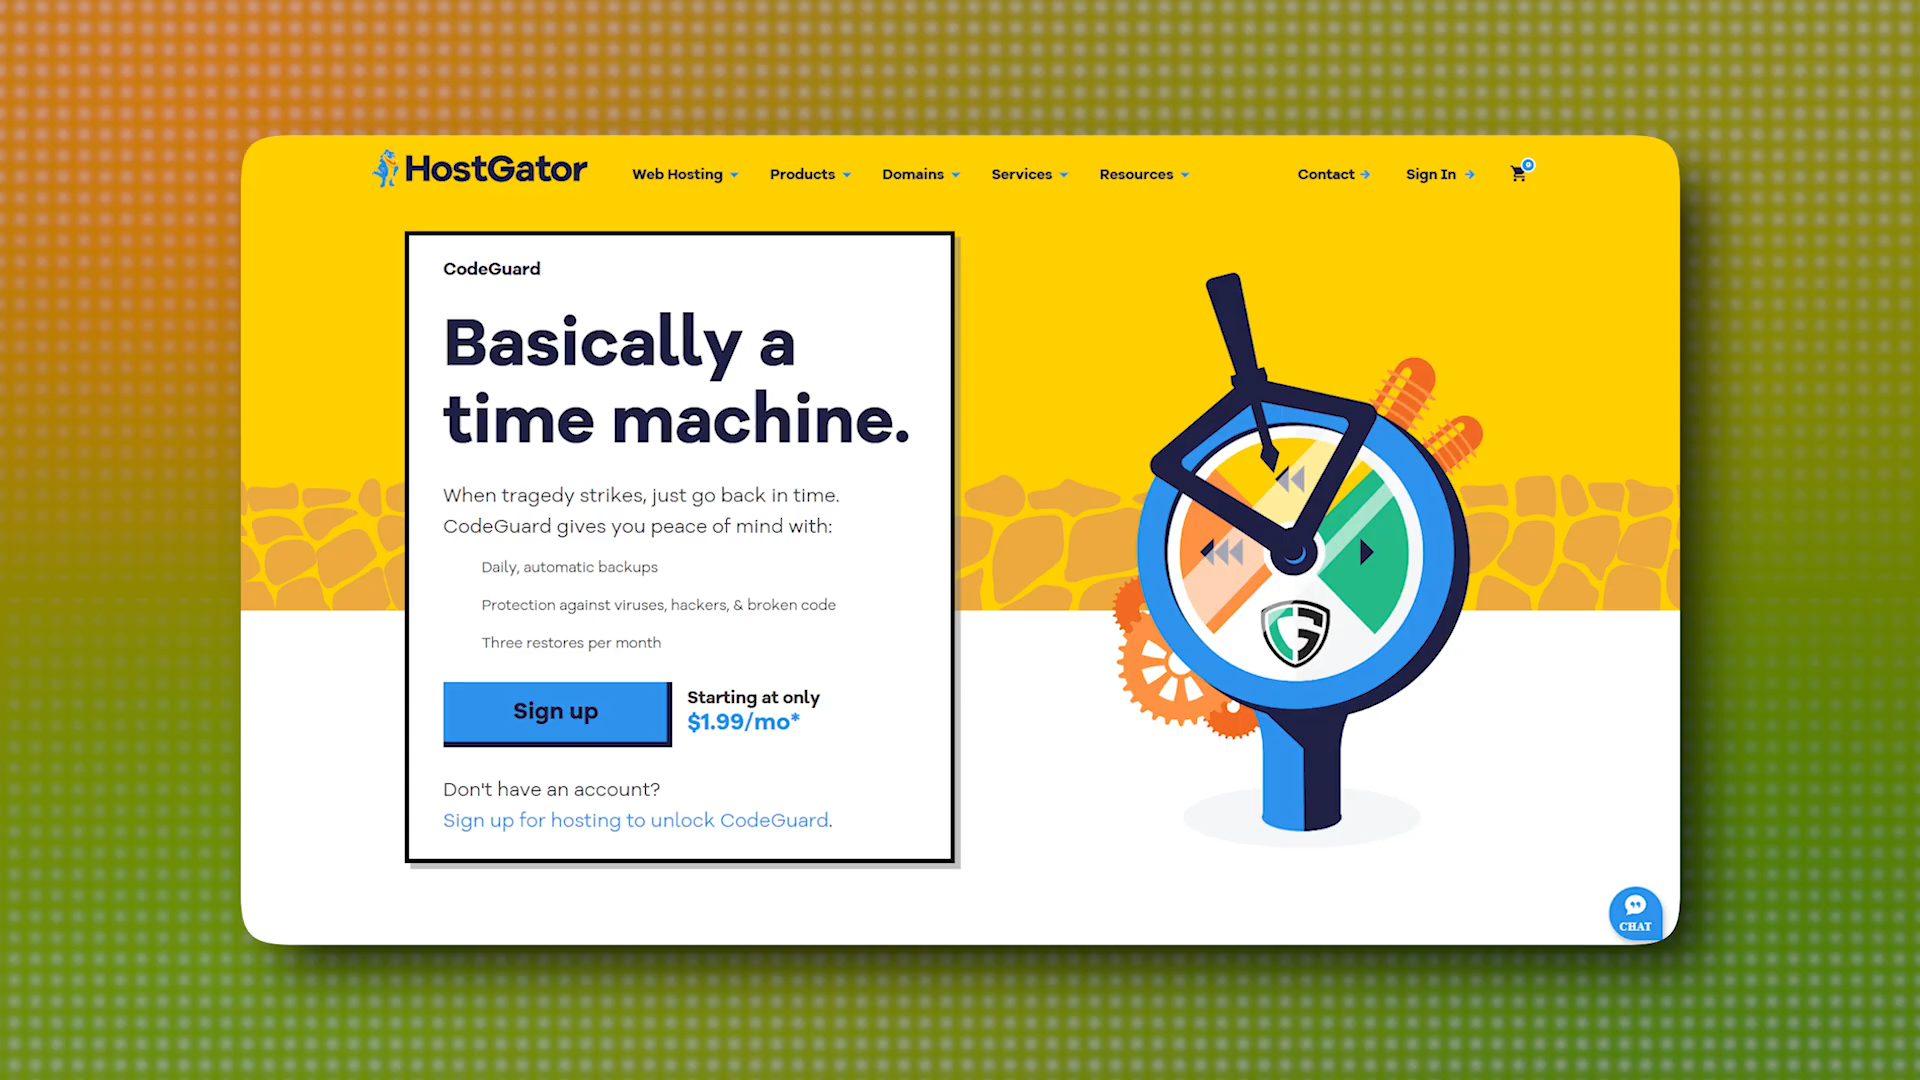 HostGator
Web Hosting
Products
Domains
Services
Resources
Contact
Sign In
0
CodeGuard
Basically a
time machine.
When tragedy strikes, just go back in time.
CodeGuard gives you peace of mind with:
Daily, automatic backups
Protection against viruses, hackers, & broken code
Three restores per month
Sign up
Starting at only
$1.99/mo*
Don't have an account?
Sign up for hosting to unlock CodeGuard.
CHAT